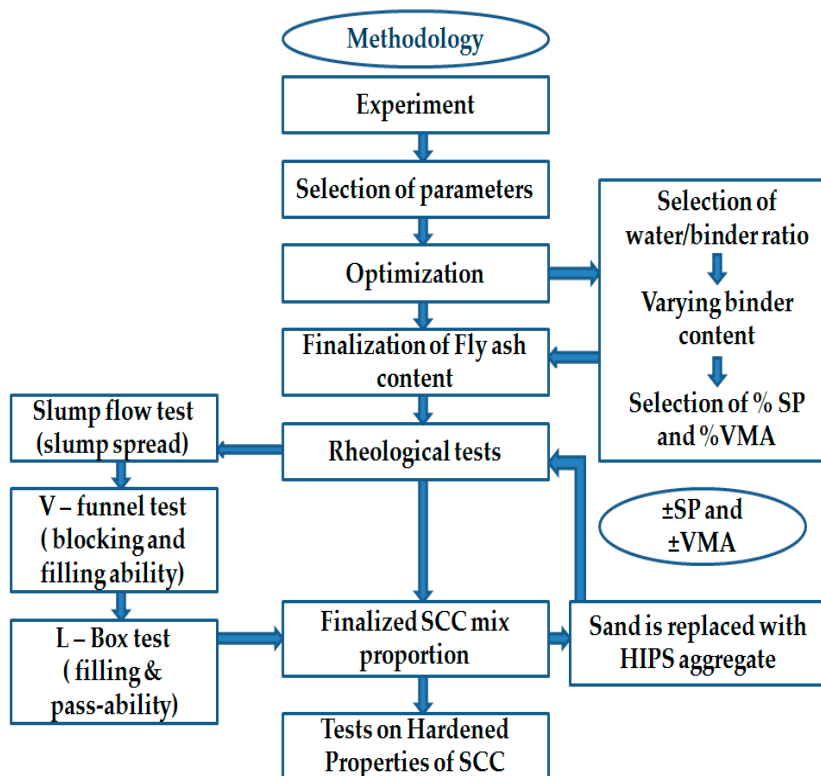 Methodology
Experiment
Selection of parameters
Optimization
Selection of
water/binder ratio
Varying binder
content
Selection of % SP
and %VMA
Finalization of Fly ash
content
Rheological tests
Slump flow test
(slump spread)
V – funnel test
( blocking and
filling ability)
L – Box test
( filling &
pass-ability)
±SP and
±VMA
Finalized SCC mix
proportion
Sand is replaced with
HIPS aggregate
Tests on Hardened
Properties of SCC